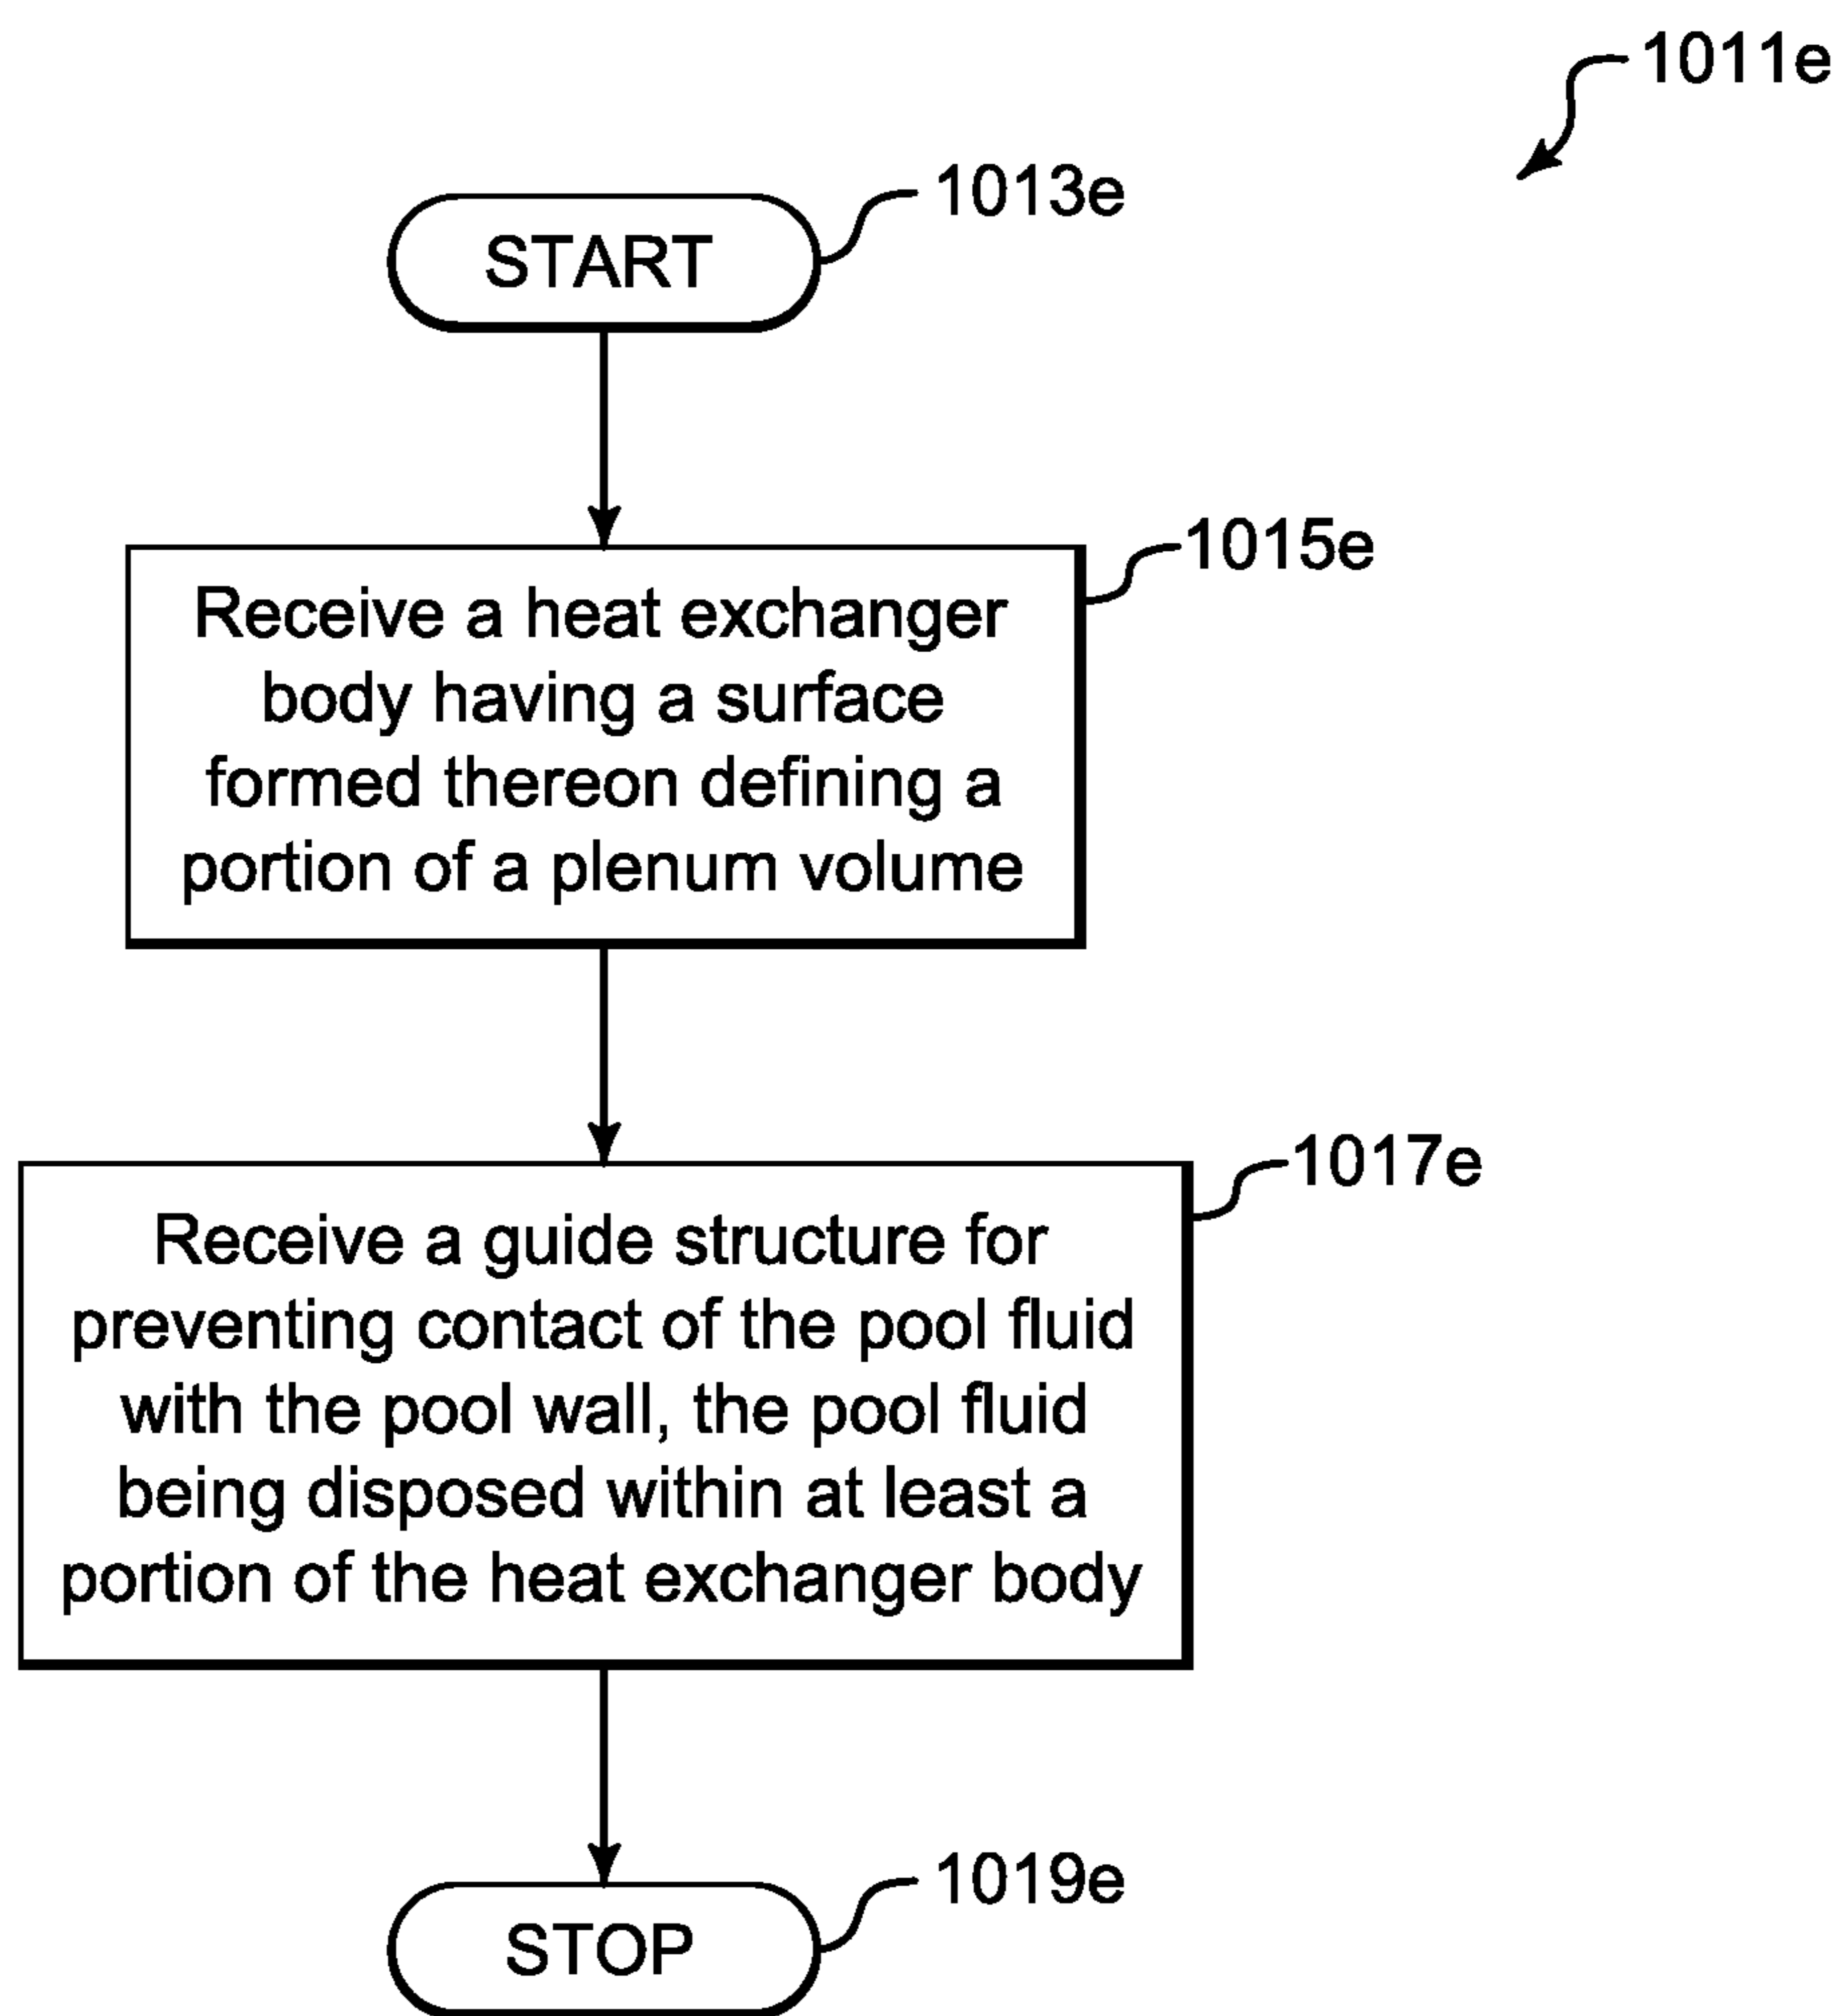 1011e
1013e
START
1015e
Receive a heat exchanger
body having a surface
formed thereon defining a
portion of a plenum volume
1017e
Receive a guide structure for
preventing contact of the pool fluid
with the pool wall, the pool fluid
being disposed within at least a
portion of the heat exchanger body
1019e
STOP